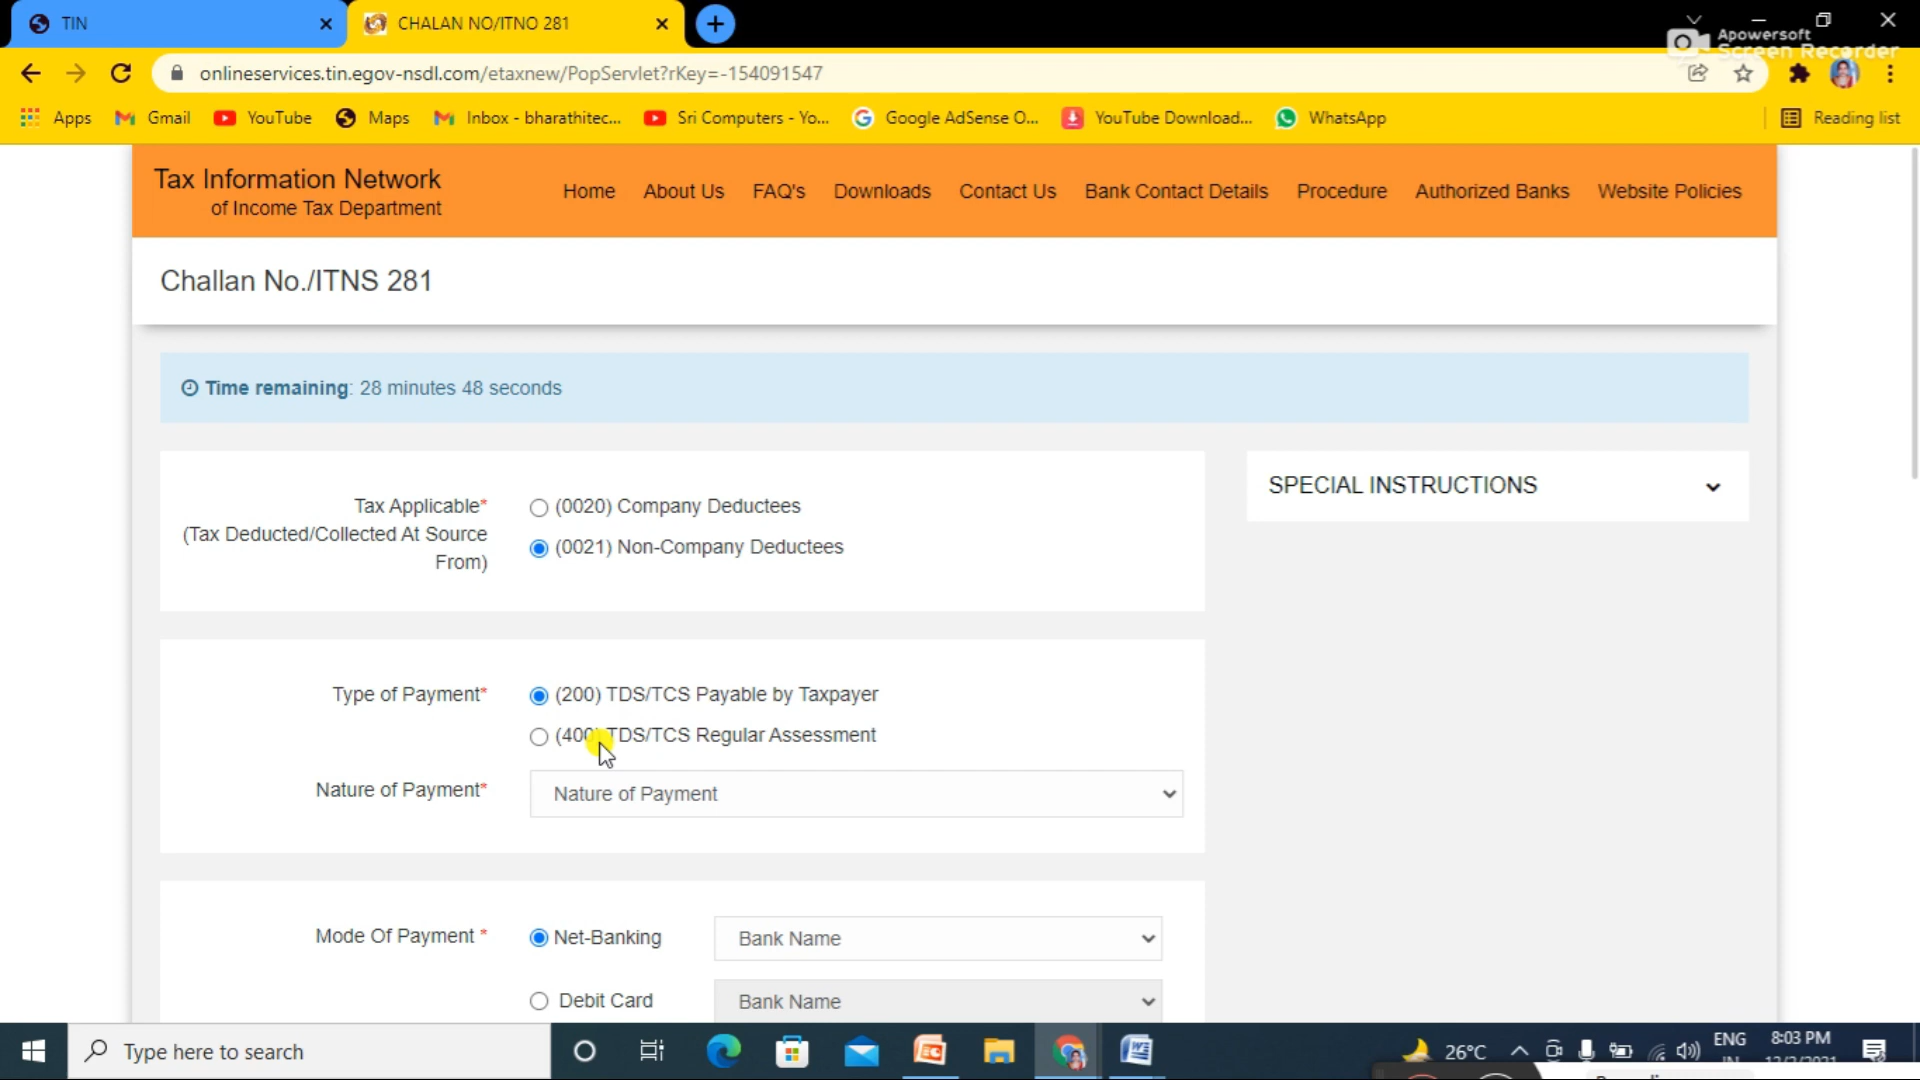 TIN
CHALAN NO/ITNO 281
Apowersoft
Screen Recorder
onlineservices.tin.egov-nsdl.com/etaxnew/PopServlet?rKey=-154091547
Apps
Gmail
YouTube
Maps
Inbox - bharathitec...
Sri Computers - Yo...
Google AdSense O...
YouTube Download...
WhatsApp
Reading list
Tax Information Network
of Income Tax Department
Home
About Us
FAQ's
Downloads
Contact Us
Bank Contact Details
Procedure
Authorized Banks
Website Policies
Challan No./ITNS 281
Time remaining: 28 minutes 48 seconds
Tax Applicable*
(Tax Deducted/Collected At Source
From)
(0020) Company Deductees
(0021) Non-Company Deductees
SPECIAL INSTRUCTIONS
Type of Payment*
(200) TDS/TCS Payable by Taxpayer
(400) TDS/TCS Regular Assessment
Nature of Payment*
Nature of Payment
Mode Of Payment *
Net-Banking
Bank Name
Debit Card
Bank Name
Type here to search
26°C
ENG
8:03 PM